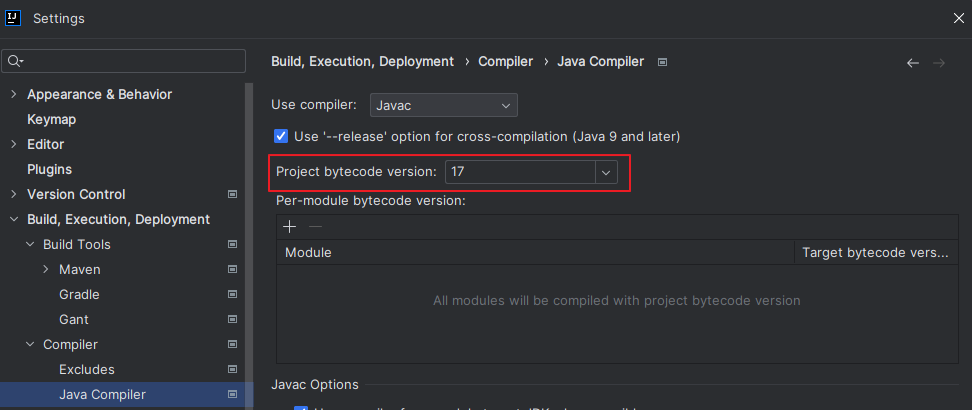 Settings
Build, Execution, Deployment › Compiler › Java Compiler
Appearance & Behavior
Keymap
Editor
Plugins
Version Control
Build, Execution, Deployment
Build Tools
Maven
Gradle
Gant
Compiler
Excludes
Java Compiler
Use compiler: Javac
Use '--release' option for cross-compilation (Java 9 and later)
Project bytecode version: 17
Per-module bytecode version:
Module Target bytecode vers...
All modules will be compiled with project bytecode version
Javac Options